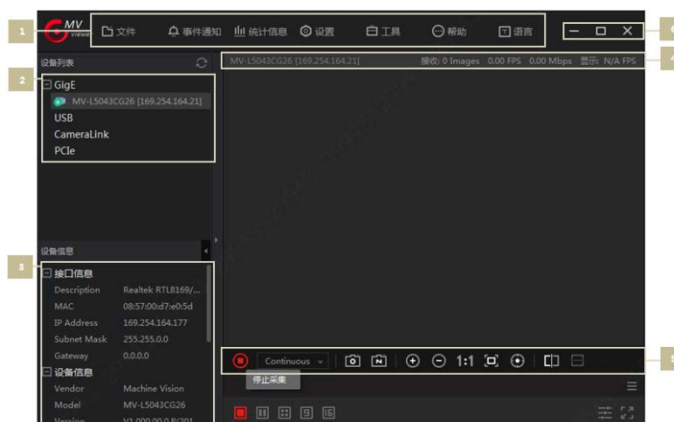 MV
VIEWER
1
文件
事件通知
统计信息
设置
工具
帮助
语言
6
设备列表
MV-L5043CG26 [169.254.164.21]
接收: 0 Images 0.00 FPS 0.00 Mbps 显示: N/A FPS
4
2
GigE
MV-L5043CG26 [169.254.164.21]
USB
CameraLink
PCIe
设备信息
3
接口信息
Description Realtek RTL8169/...
MAC 08:57:00:d7:e0:5d
IP Address 169.254.164.177
Subnet Mask 255.255.0.0
Gateway 0.0.0.0
设备信息
Vendor Machine Vision
Model MV-L5043CG26
Version
Continuous
1:1
5
停止采集
9
16